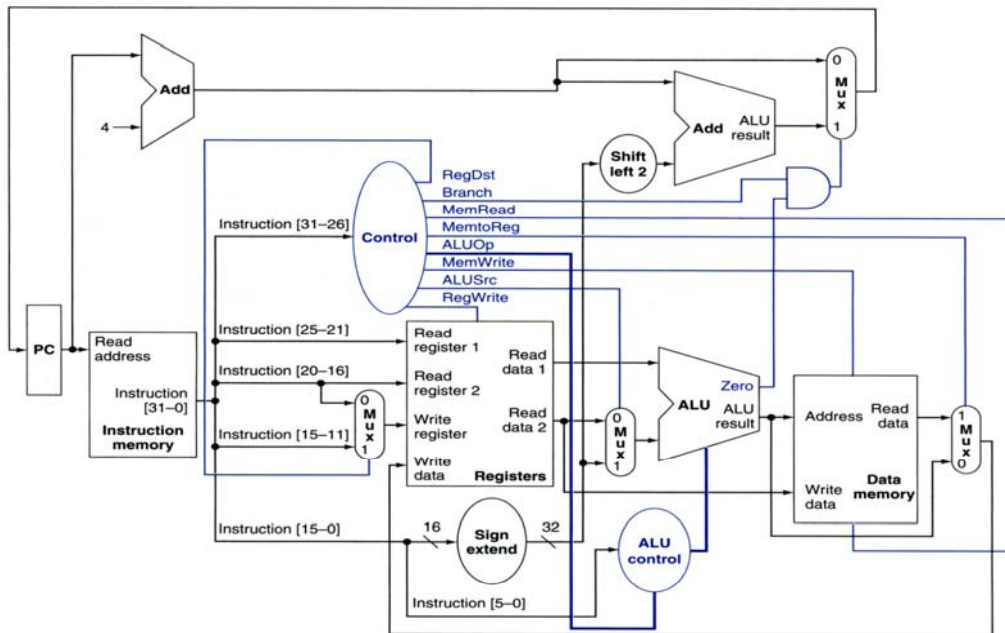 Add
4
Add
ALU
result
0
Mux
1
Shift
left 2
RegDst
Branch
MemRead
MemtoReg
ALUOp
MemWrite
ALUSrc
RegWrite
Control
Instruction [31–26]
Instruction [25–21]
Instruction [20–16]
Instruction [15–11]
Instruction [15–0]
Instruction [5–0]
PC
Read
address
Instruction
[31–0]
Instruction
memory
0
Mux
1
Read
register 1
Read
register 2
Write
register
Write
data
Read
data 1
Read
data 2
Registers
0
Mux
1
Zero
ALU
ALU
result
Address
Read
data
Write
data
Data
memory
1
Mux
0
16
Sign
extend
32
ALU
control